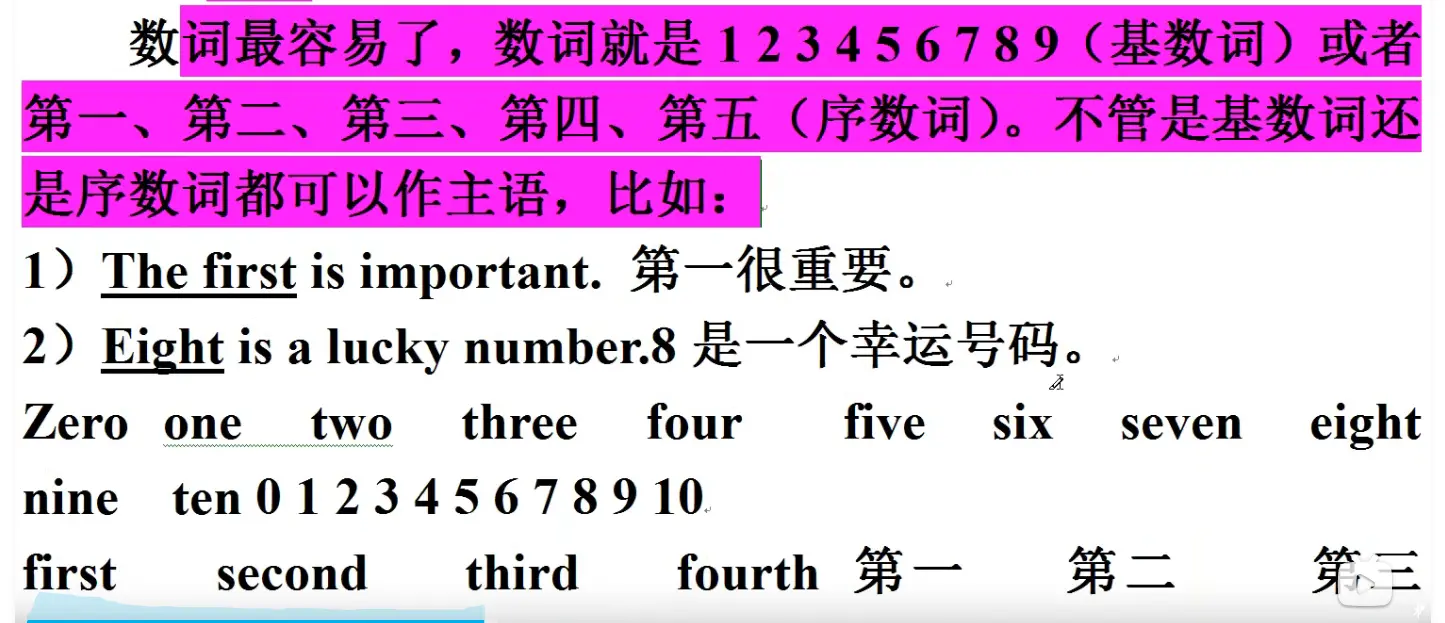 数词最容易了，数词就是 1 2 3 4 5 6 7 8 9（基数词）或者
第一、第二、第三、第四、第五（序数词）。不管是基数词还
是序数词都可以作主语，比如：
1）The first is important. 第一很重要。
2）Eight is a lucky number.8 是一个幸运号码。
Zero one two three four five six seven eight
nine ten 0 1 2 3 4 5 6 7 8 9 10
first second third fourth 第一 第二 第三